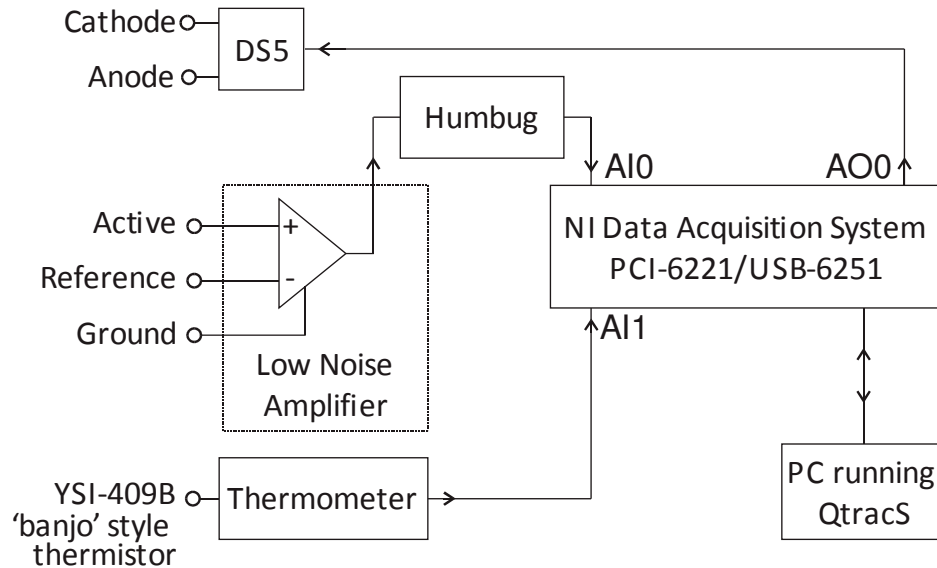 Cathode
Anode
DS5
Humbug
AI0
AO0
Active
Reference
Ground
+
-
Low Noise
Amplifier
NI Data Acquisition System
PCI-6221/USB-6251
AI1
YSI-409B
'banjo' style
thermistor
Thermometer
PC running
QtracS